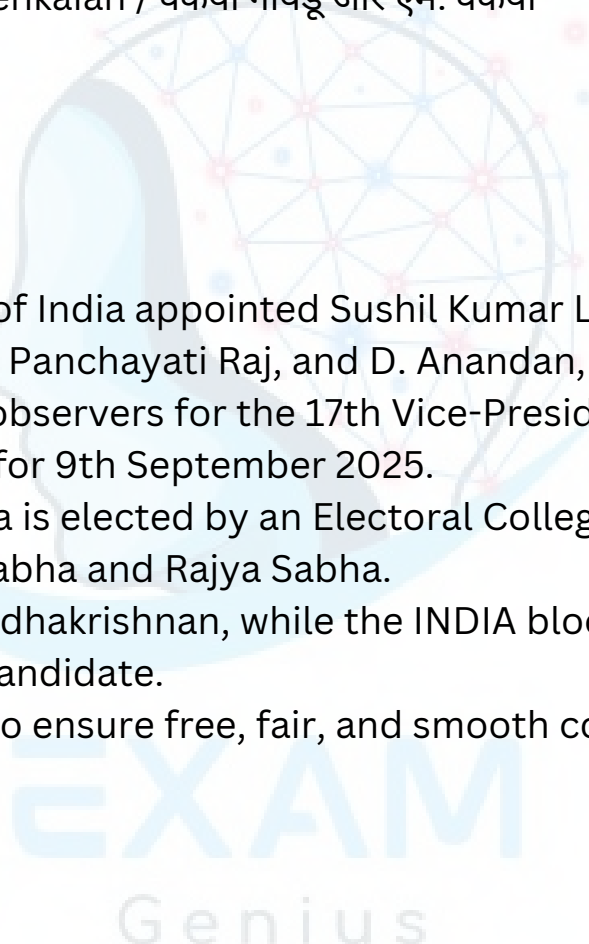 of India appointed Sushil Kumar L
Panchayati Raj, and D. Anandan,
observers for the 17th Vice-Presid
for 9th September 2025.
a is elected by an Electoral Colleg
abha and Rajya Sabha.
dhakrishnan, while the INDIA bloc
andidate.
o ensure free, fair, and smooth co
EXAM
Genius